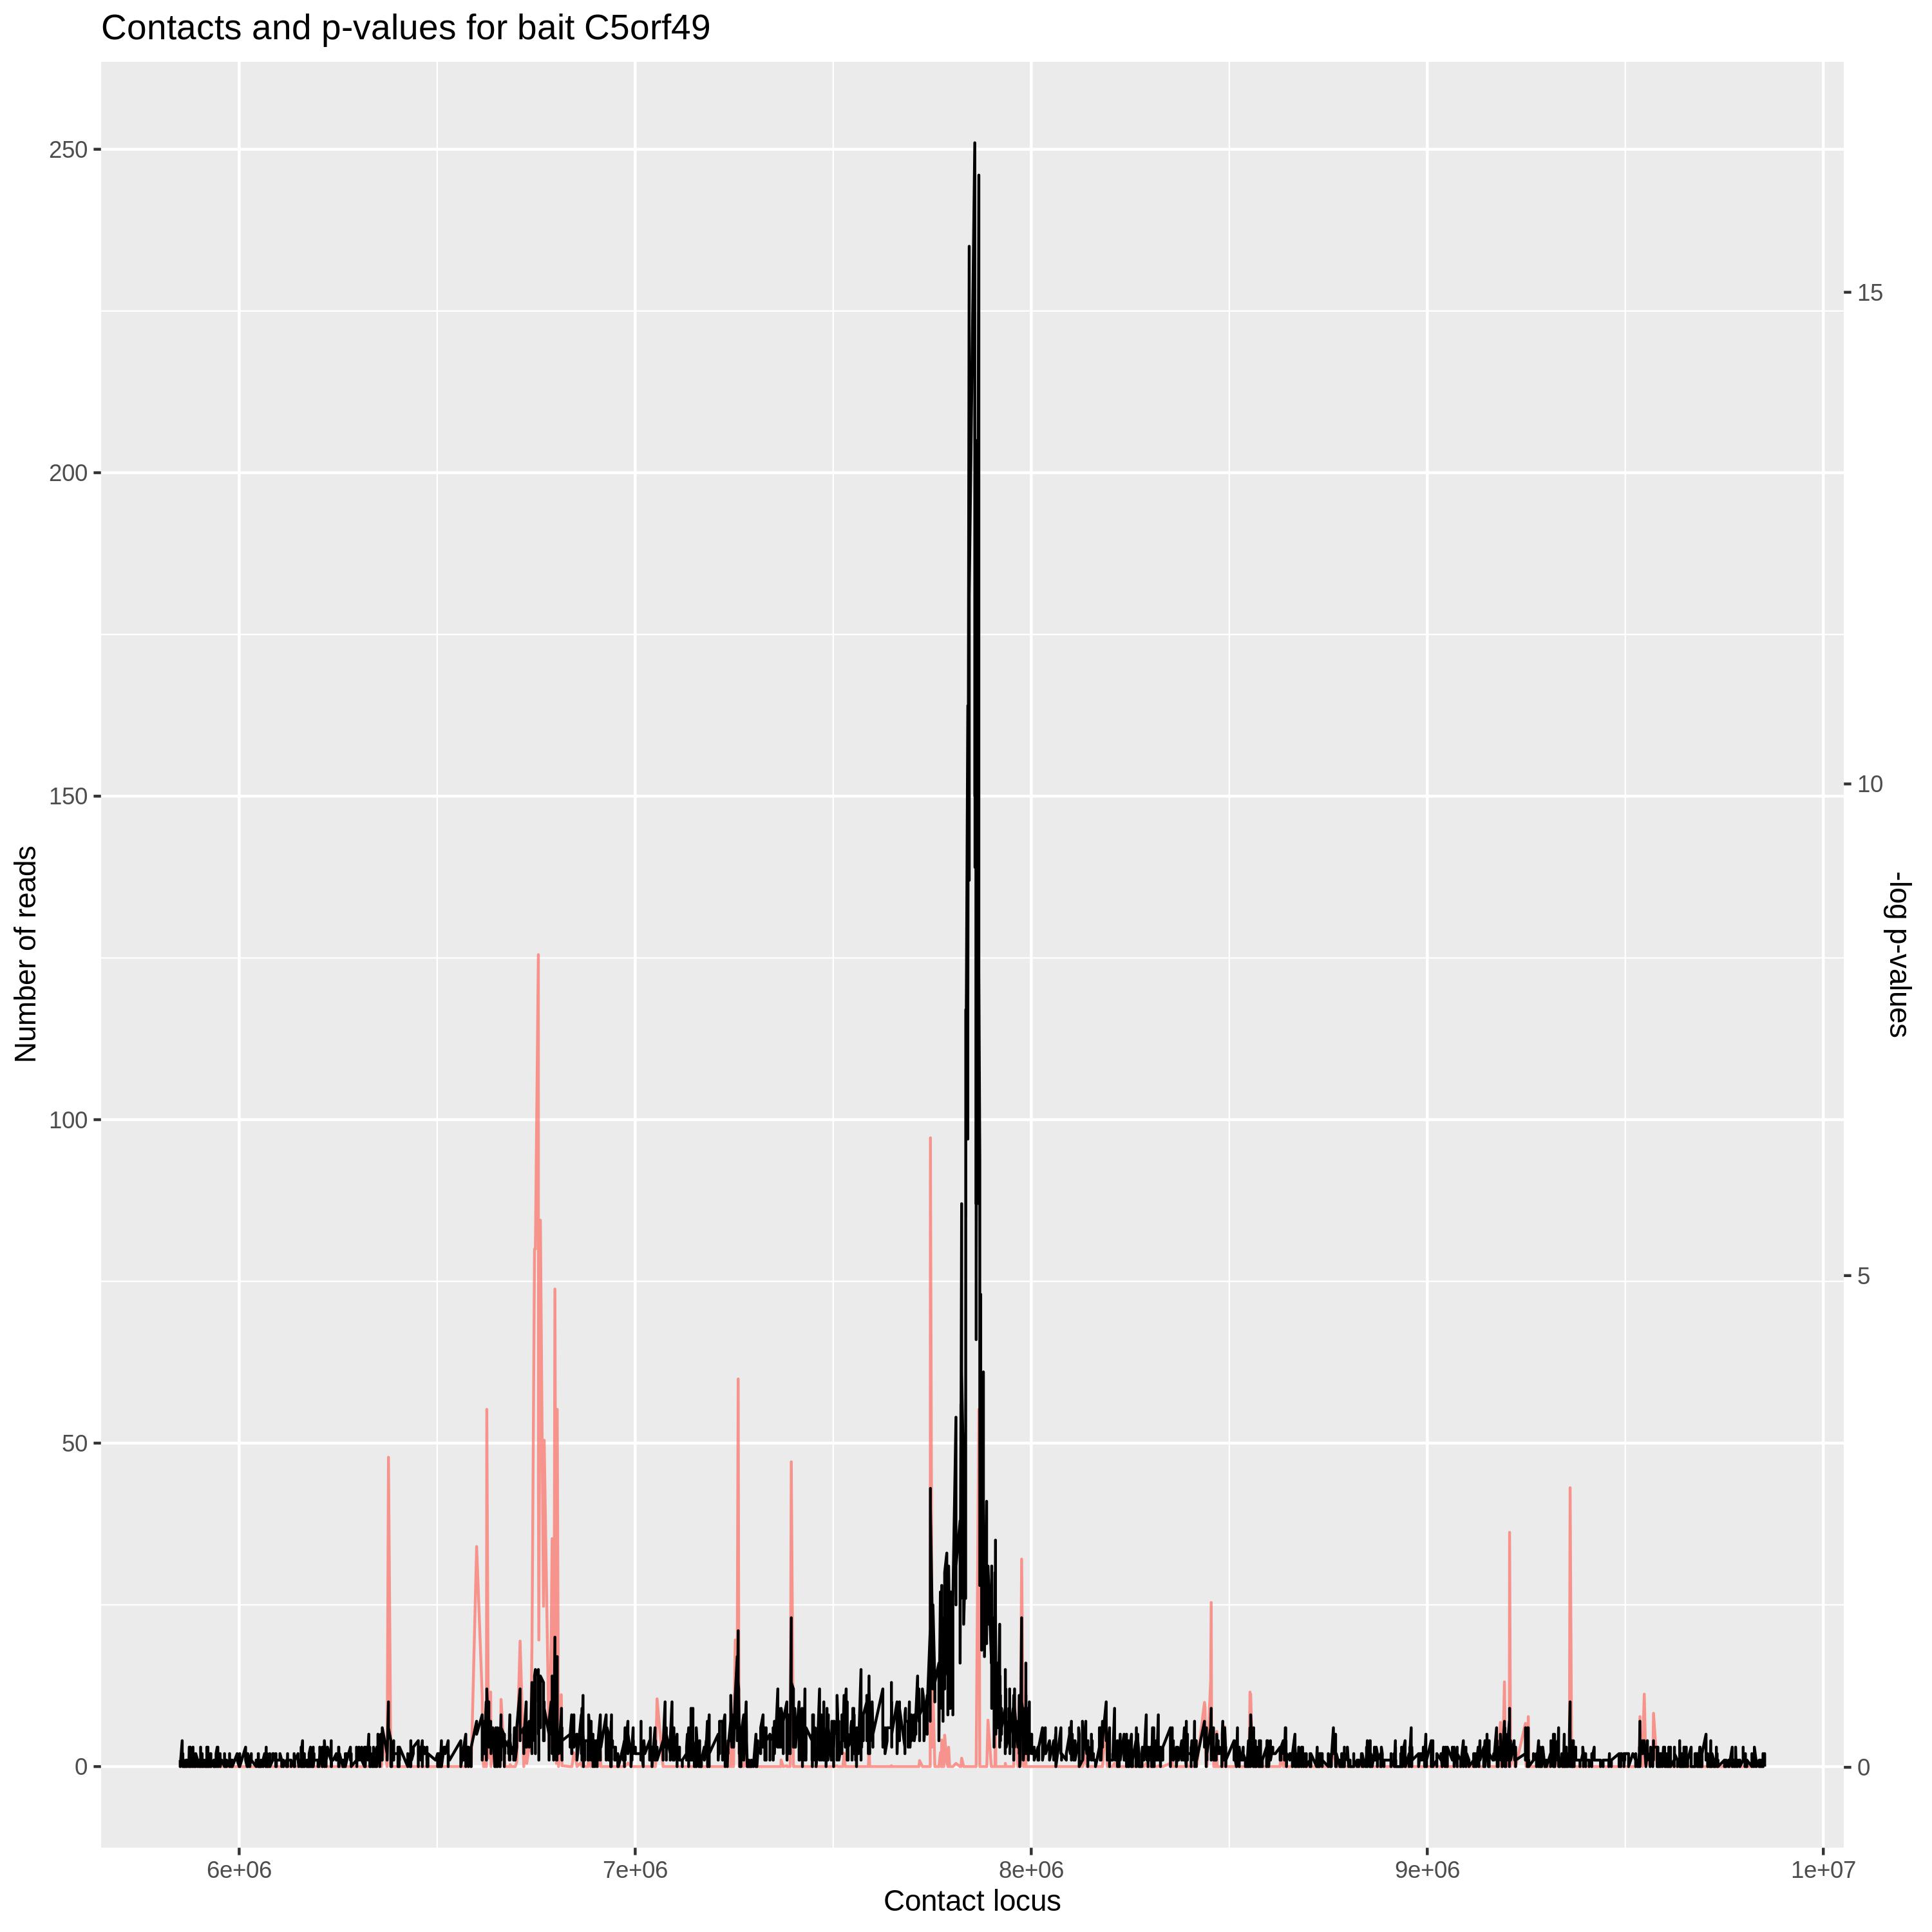 Contacts and p-values for bait C5orf49
250
200
150
100
50
0
Number of reads
15
10
5
0
-log p-values
6e+06
7e+06
8e+06
9e+06
1e+07
Contact locus